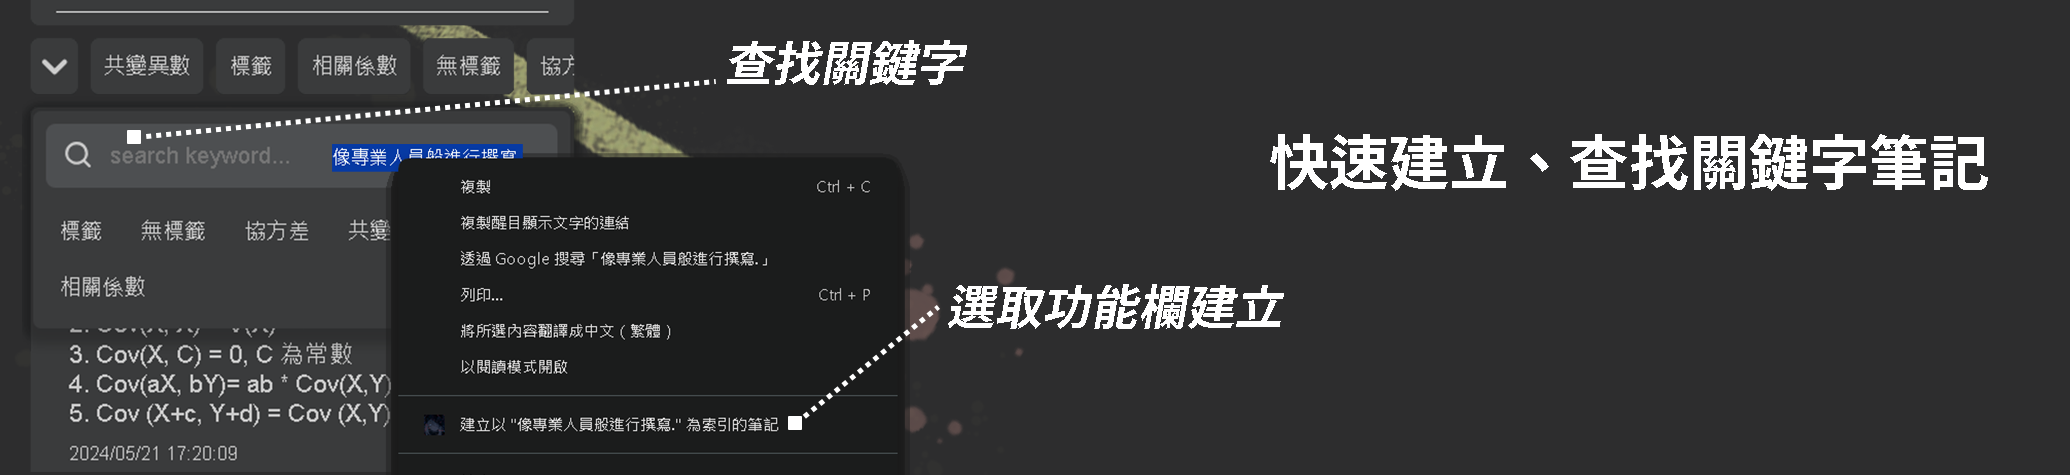 共變異數 標籤 相關係數 無標籤 協方
查找關鍵字
search keyword... 像專業人員般進行撰寫
快速建立、查找關鍵字筆記
複製 Ctrl + C
複製醒目顯示文字的連結
標籤 無標籤 協方差 共變
透過 Google 搜尋「像專業人員般進行撰寫.」
相關係數
列印... Ctrl + P
選取功能欄建立
2. Cov(X, X) = V(X)
將所選內容翻譯成中文（繁體）
3. Cov(X, C) = 0, C 為常數
以閱讀模式開啟
4. Cov(aX, bY)= ab * Cov(X,Y)
5. Cov (X+c, Y+d) = Cov (X,Y)
建立以 "像專業人員般進行撰寫." 為索引的筆記
2024/05/21 17:20:09